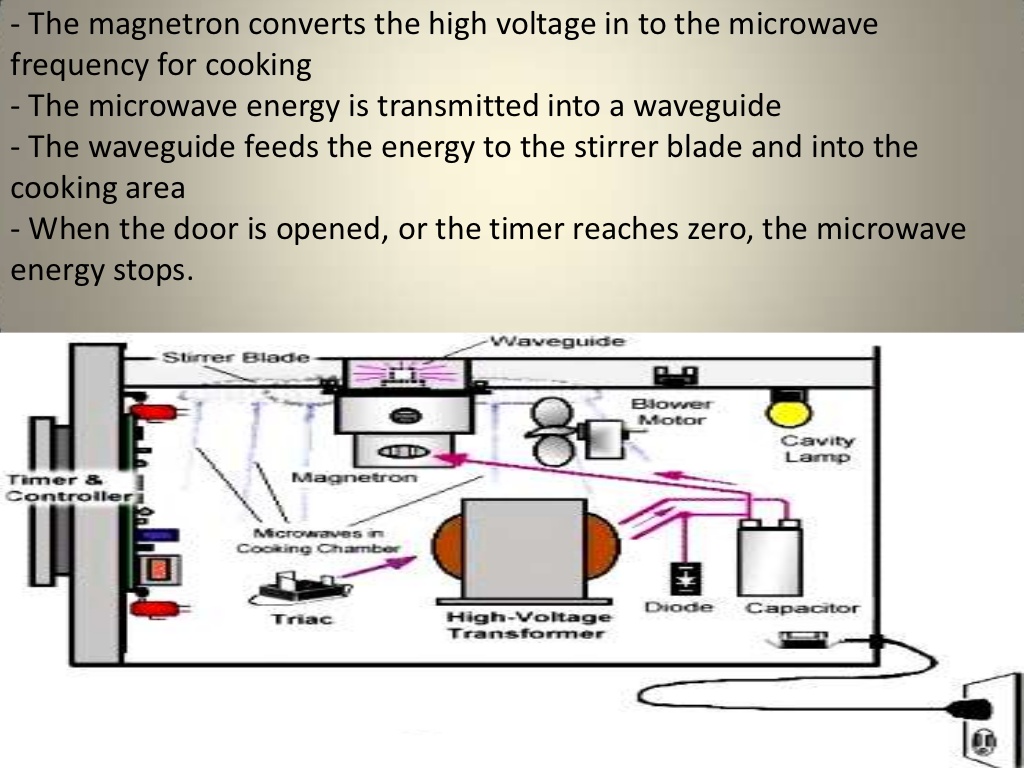 - The magnetron converts the high voltage in to the microwave
frequency for cooking
- The microwave energy is transmitted into a waveguide
- The waveguide feeds the energy to the stirrer blade and into the
cooking area
- When the door is opened, or the timer reaches zero, the microwave
energy stops.
Waveguide
Stirrer Blade
Blower
Motor
Cavity
Lamp
Timer &
Controller
Magnetron
Microwaves in
Cooking Chamber
Triac
High-Voltage
Transformer
Diode
Capacitor